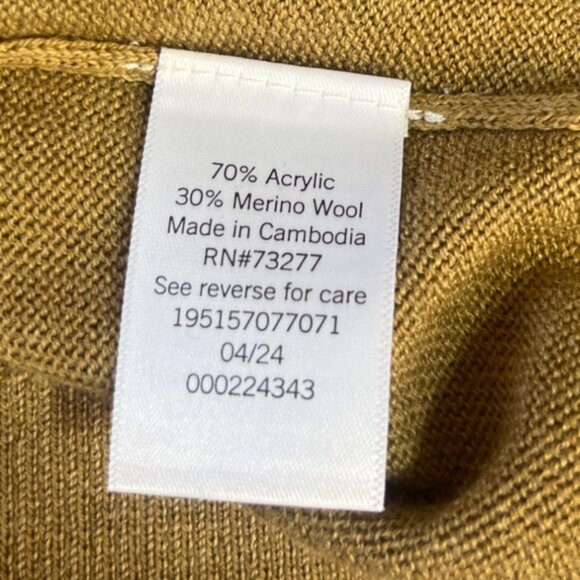 70% Acrylic
30% Merino Wool
Made in Cambodia
RN#73277
See reverse for care
195157077071
04/24
000224343